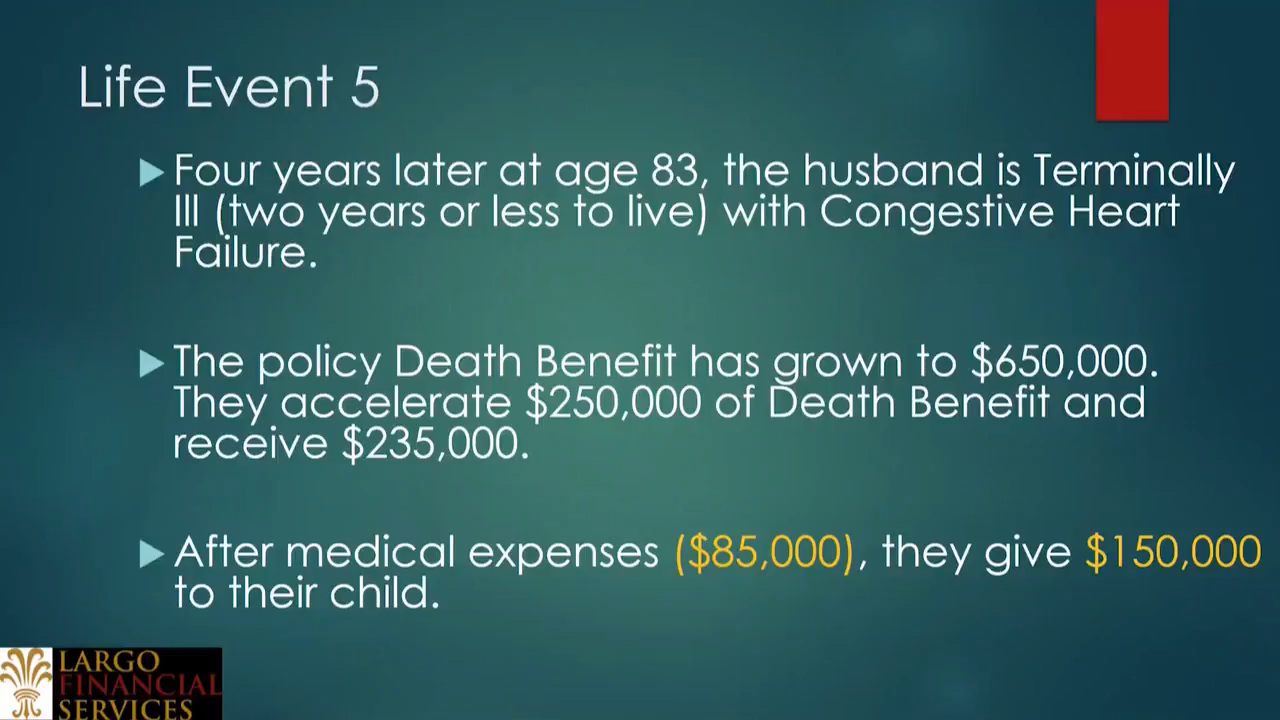 Life Event 5
Four years later at age 83, the husband is Terminally
Ill (two years or less to live) with Congestive Heart
Failure.
The policy Death Benefit has grown to $650,000.
They accelerate $250,000 of Death Benefit and
receive $235,000.
After medical expenses ($85,000), they give $150,000
to their child.
LARGO
FINANCIAL
SERVICES